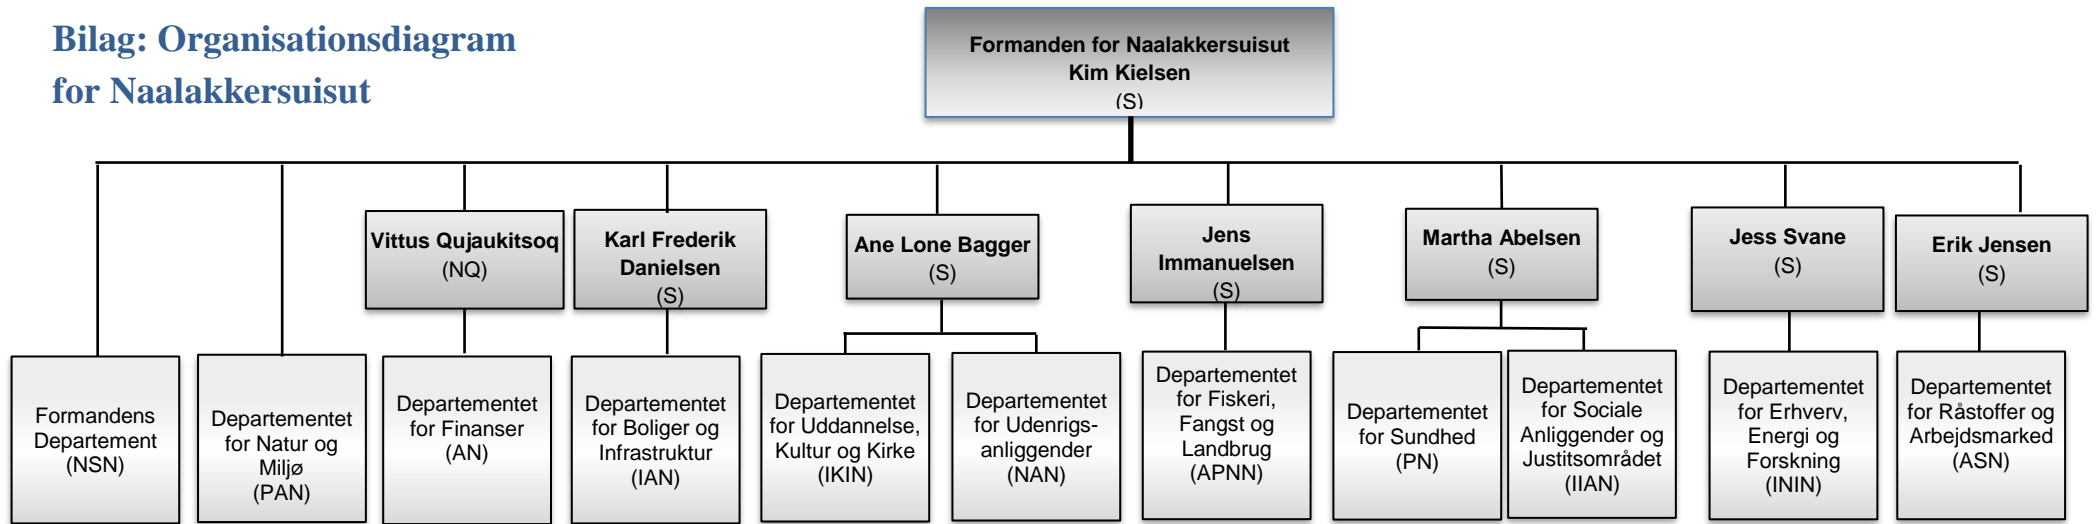 Bilag: Organisationsdiagram
for Naalakkersuisut
Formanden for Naalakkersuisut
Kim Kielsen
(S)
Vittus Qujaukitsoq
(NQ)
Karl Frederik
Danielsen
(S)
Ane Lone Bagger
(S)
Jens
Immanuelsen
(S)
Martha Abelsen
(S)
Jess Svane
(S)
Erik Jensen
(S)
Formandens
Departement
(NSN)
Departementet
for Natur og
Miljø
(PAN)
Departementet
for Finanser
(AN)
Departementet
for Boliger og
Infrastruktur
(IAN)
Departementet
for Uddannelse,
Kultur og Kirke
(IKIN)
Departementet
for Udenrigs-
anliggender
(NAN)
Departementet
for Fiskeri,
Fangst og
Landbrug
(APNN)
Departementet
for Sundhed
(PN)
Departementet
for Sociale
Anliggender og
Justitsområdet
(IIAN)
Departementet
for Erhverv,
Energi og
Forskning
(ININ)
Departementet
for Råstoffer og
Arbejdsmarked
(ASN)